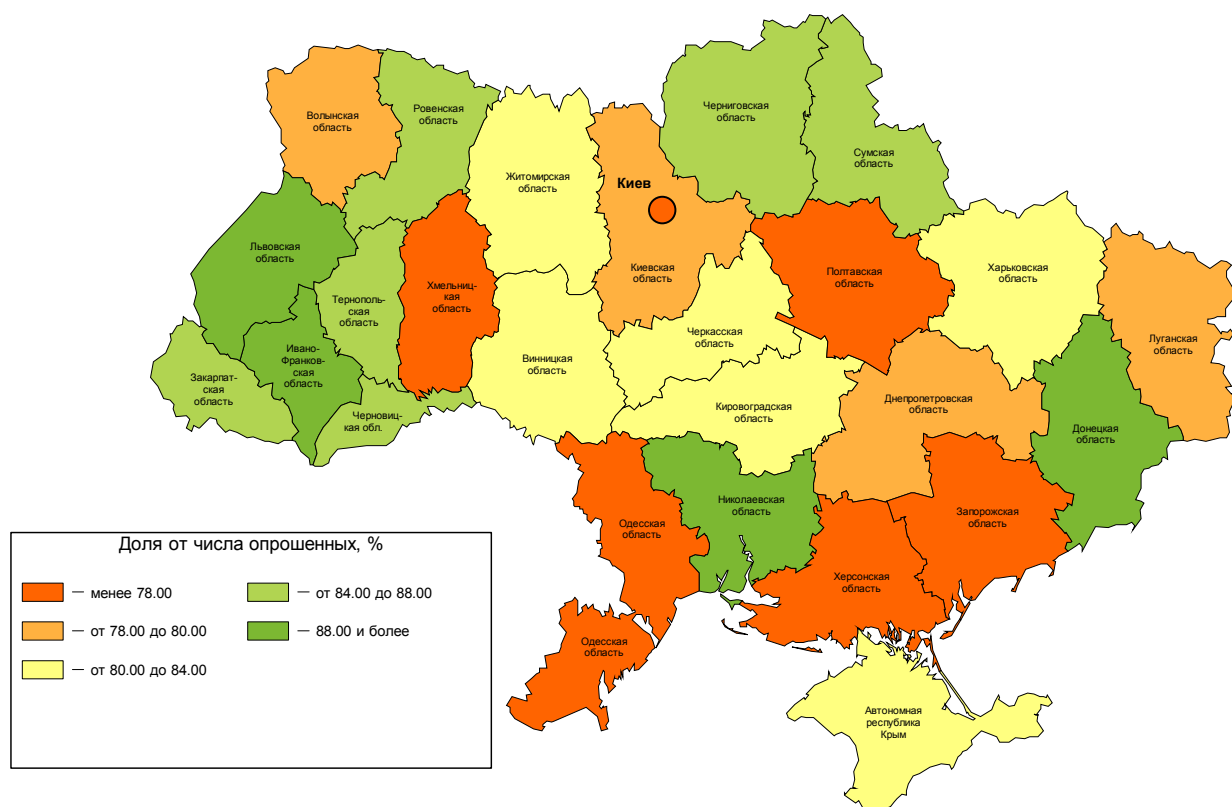 Волынская
область
Ровенская
область
Житомирская
область
Киев
Киевская
область
Черниговская
область
Сумская
область
Львовская
область
Тернополь-
ская
область
Хмельниц-
кая
область
Ивано-
Франков-
ская
область
Закарпат-
ская
область
Черновиц-
кая обл.
Винницкая
область
Черкасская
область
Кировоградская
область
Полтавская
область
Харьковская
область
Луганская
область
Днепропетровская
область
Донецкая
область
Одесская
область
Николаевская
область
Запорожская
область
Херсонская
область
Одесская
область
Автономная
республика
Крым
Доля от числа опрошенных, %
— менее 78.00
— от 78.00 до 80.00
— от 80.00 до 84.00
— от 84.00 до 88.00
— 88.00 и более